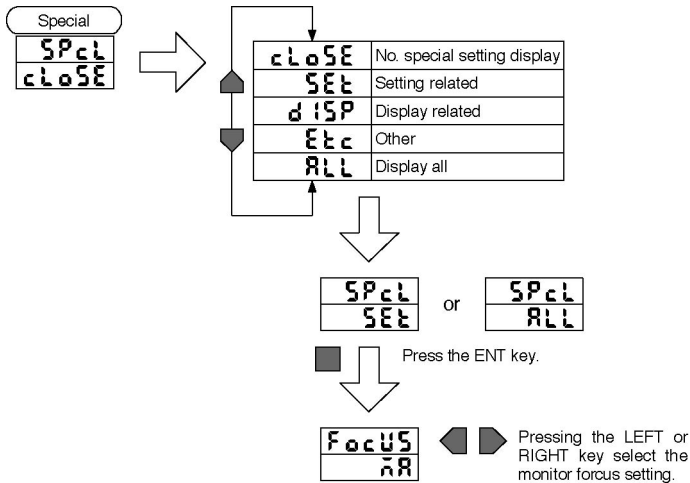 Special
SPcL
cLoSE
cLoSE No. special setting display
SEt Setting related
dISP Display related
Etc Other
ALL Display all
SPcL
SEt
or
SPcL
ALL
Press the ENT key.
FocUS
Pressing the LEFT or
RIGHT key select the
monitor forcus setting.